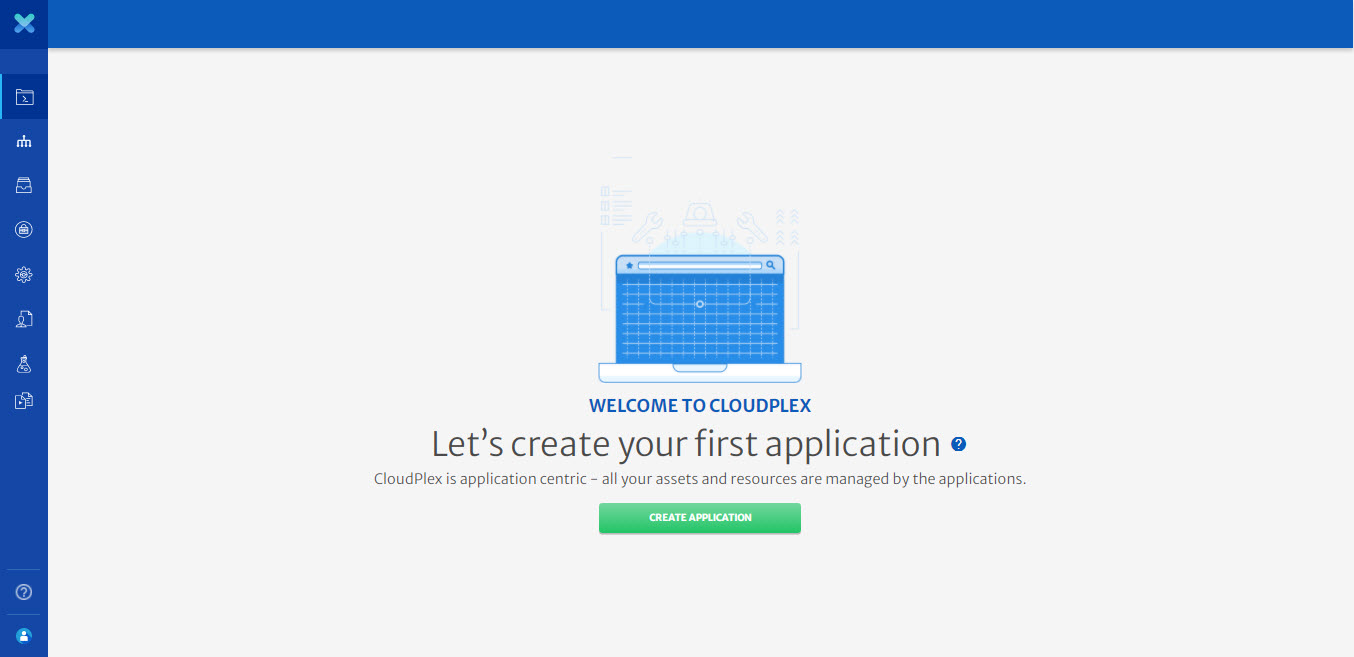 WELCOME TO CLOUDPLEX
Let’s create your first application
CloudPlex is application centric - all your assets and resources are managed by the applications.
CREATE APPLICATION